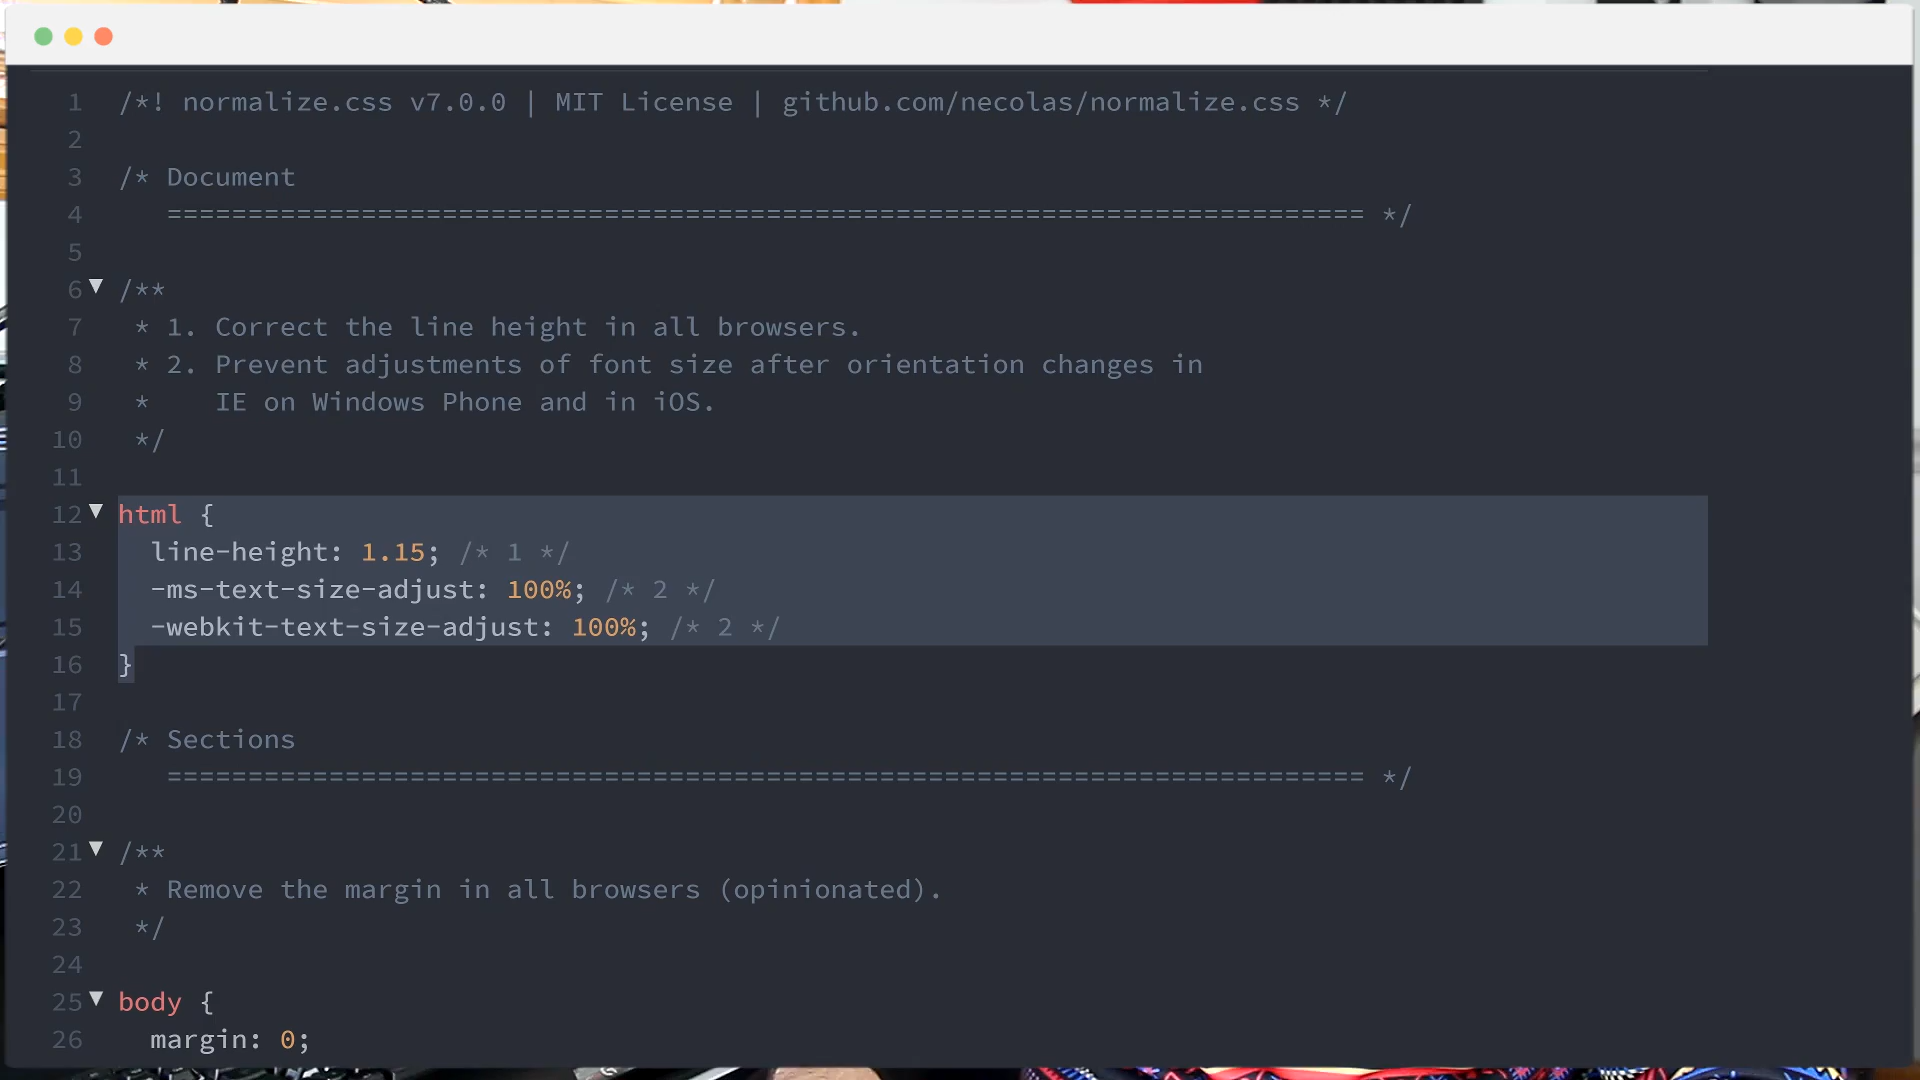 1 /*! normalize.css v7.0.0 | MIT License | github.com/necolas/normalize.css */
2
3 /* Document
4    ========================================================================== */
5
6 /**
7  * 1. Correct the line height in all browsers.
8  * 2. Prevent adjustments of font size after orientation changes in
9  *    IE on Windows Phone and in iOS.
10  */
11
12 html {
13   line-height: 1.15; /* 1 */
14   -ms-text-size-adjust: 100%; /* 2 */
15   -webkit-text-size-adjust: 100%; /* 2 */
16 }
17
18 /* Sections
19    ========================================================================== */
20
21 /**
22  * Remove the margin in all browsers (opinionated).
23  */
24
25 body {
26   margin: 0;